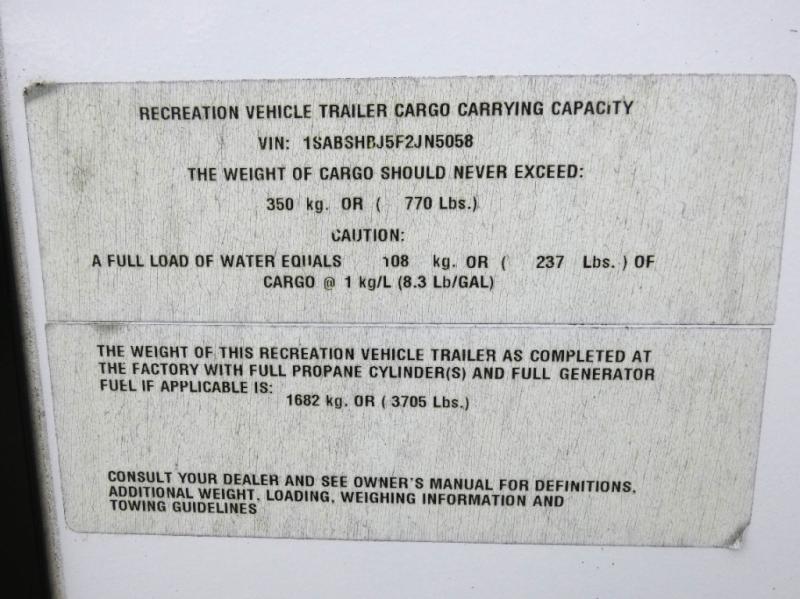 RECREATION VEHICLE TRAILER CARGO CARRYING CAPACITY
VIN: 1SABSHBJ5F2JN5058
THE WEIGHT OF CARGO SHOULD NEVER EXCEED:
350 kg. OR ( 770 Lbs.)
CAUTION:
A FULL LOAD OF WATER EQUALS 108 kg. OR ( 237 Lbs. ) OF
CARGO @ 1 kg/L (8.3 Lb/GAL)
THE WEIGHT OF THIS RECREATION VEHICLE TRAILER AS COMPLETED AT
THE FACTORY WITH FULL PROPANE CYLINDER(S) AND FULL GENERATOR
FUEL IF APPLICABLE IS:
1682 kg. OR ( 3705 Lbs.)
CONSULT YOUR DEALER AND SEE OWNER'S MANUAL FOR DEFINITIONS,
ADDITIONAL WEIGHT, LOADING, WEIGHING INFORMATION AND
TOWING GUIDELINES